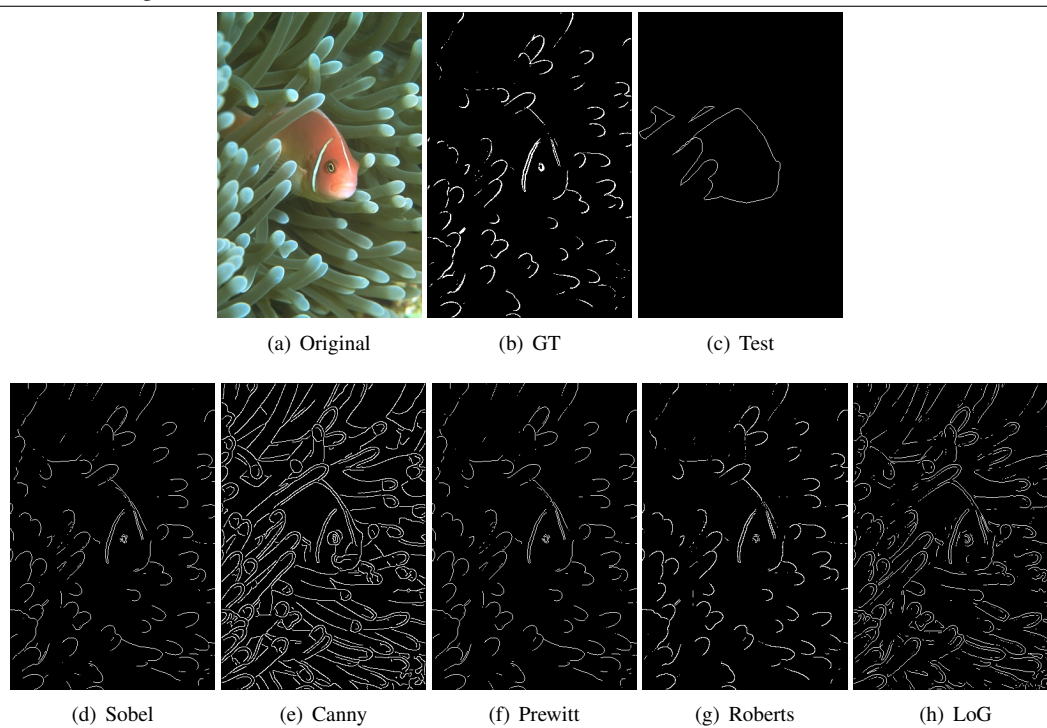 (a) Original
(b) GT
(c) Test
(d) Sobel
(e) Canny
(f) Prewitt
(g) Roberts
(h) LoG